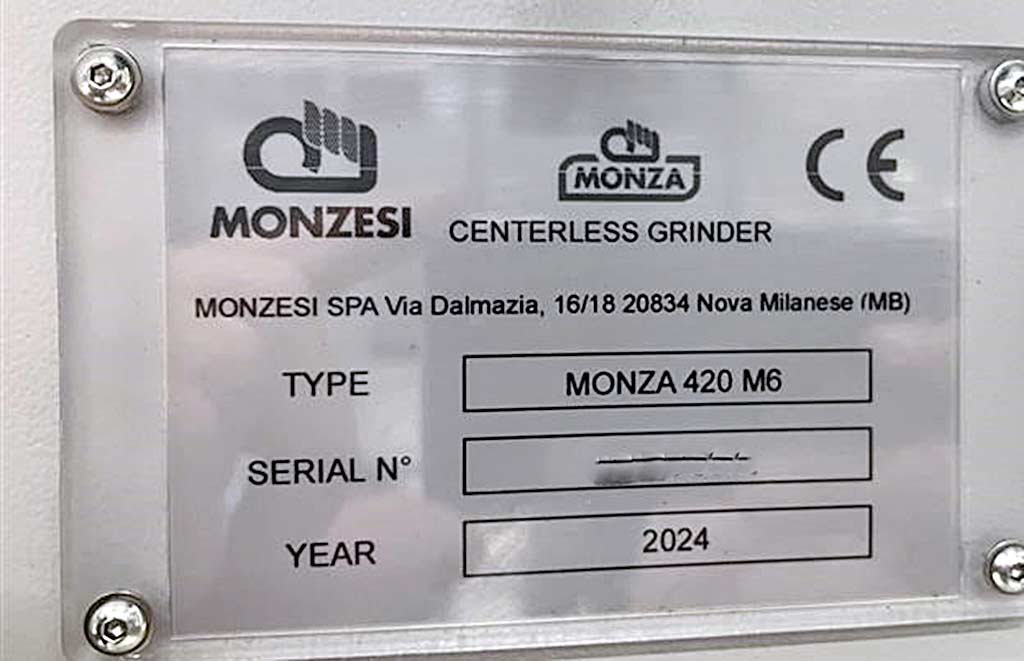 MONZESI
MONZA
CE
CENTERLESS GRINDER
MONZESI SPA Via Dalmazia, 16/18 20834 Nova Milanese (MB)
TYPE MONZA 420 M6
SERIAL N°
YEAR 2024